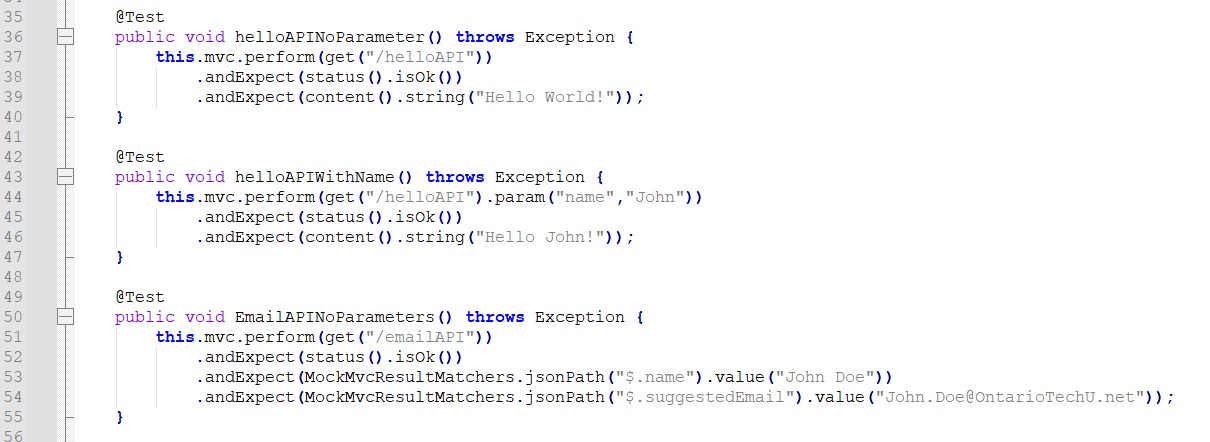 35 @Test
36 public void helloAPINoParameter() throws Exception {
37 this.mvc.perform(get("/helloAPI"))
38 .andExpect(status().isOk())
39 .andExpect(content().string("Hello World!"));
40 }
41
42 @Test
43 public void helloAPIWithName() throws Exception {
44 this.mvc.perform(get("/helloAPI").param("name","John"))
45 .andExpect(status().isOk())
46 .andExpect(content().string("Hello John!"));
47 }
48
49 @Test
50 public void EmailAPINoParameters() throws Exception {
51 this.mvc.perform(get("/emailAPI"))
52 .andExpect(status().isOk())
53 .andExpect(MockMvcResultMatchers.jsonPath("$.name").value("John Doe"))
54 .andExpect(MockMvcResultMatchers.jsonPath("$.suggestedEmail").value("John.Doe@OntarioTechU.net"));
55 }
56